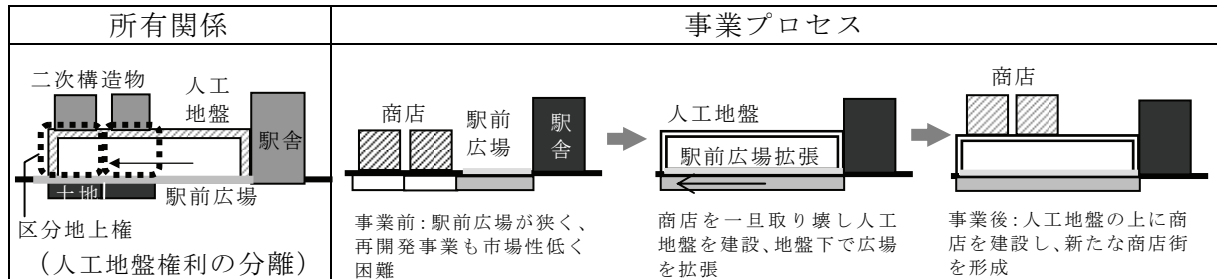 所有関係
事業プロセス
二次構造物
人工
地盤
駅舎
土地
駅前広場
区分地上権
(人工地盤権利の分離)
商店
駅前
広場
駅舎
事業前：駅前広場が狭く、
再開発事業も市場性低く
困難
人工地盤
駅前広場拡張
商店を一旦取り壊し人工
地盤を建設、地盤下で広場
を拡張
商店
事業後：人工地盤の上に商
店を建設し、新たな商店街
を形成